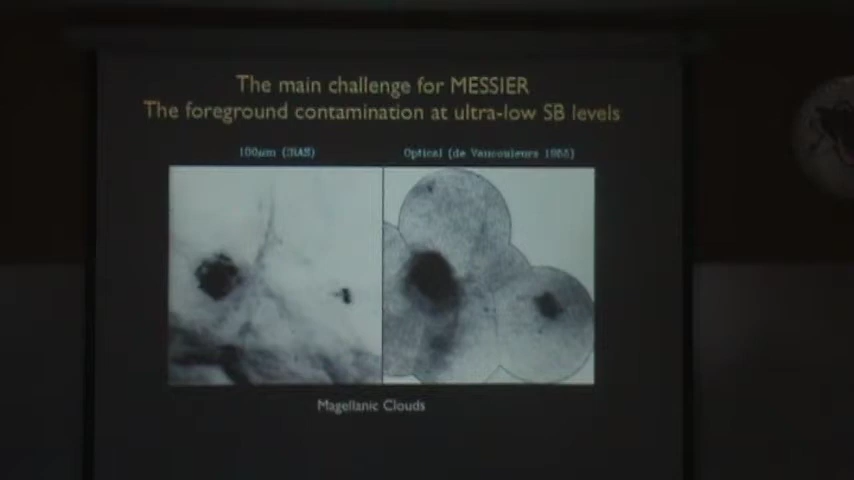 The main challenge for MESSIER
The foreground contamination at ultra-low SB levels
100μm (IRAS)
Optical (de Vaucouleurs 1955)
Magellanic Clouds